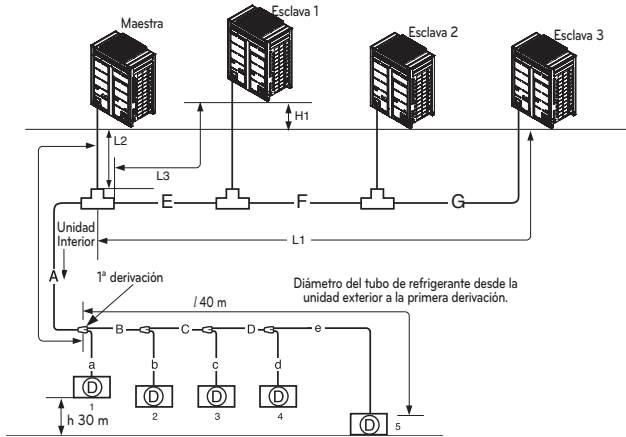 Maestra
Esclava 1
Esclava 2
Esclava 3
H1
L2
L3
E
F
G
Unidad
Interior
L1
A
1ª derivación
Diámetro del tubo de refrigerante desde la
unidad exterior a la primera derivación.
l 40 m
B
C
D
e
a
b
c
d
D
D
D
D
D
1
2
3
4
5
h 30 m